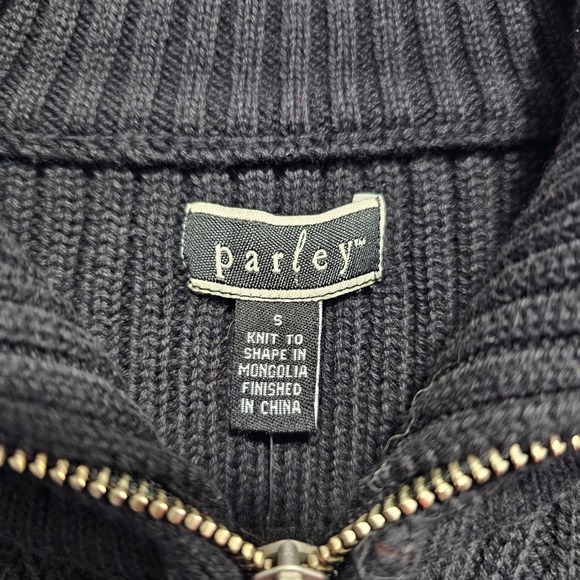 parley™
S
KNIT TO
SHAPE IN
MONGOLIA
FINISHED
IN CHINA